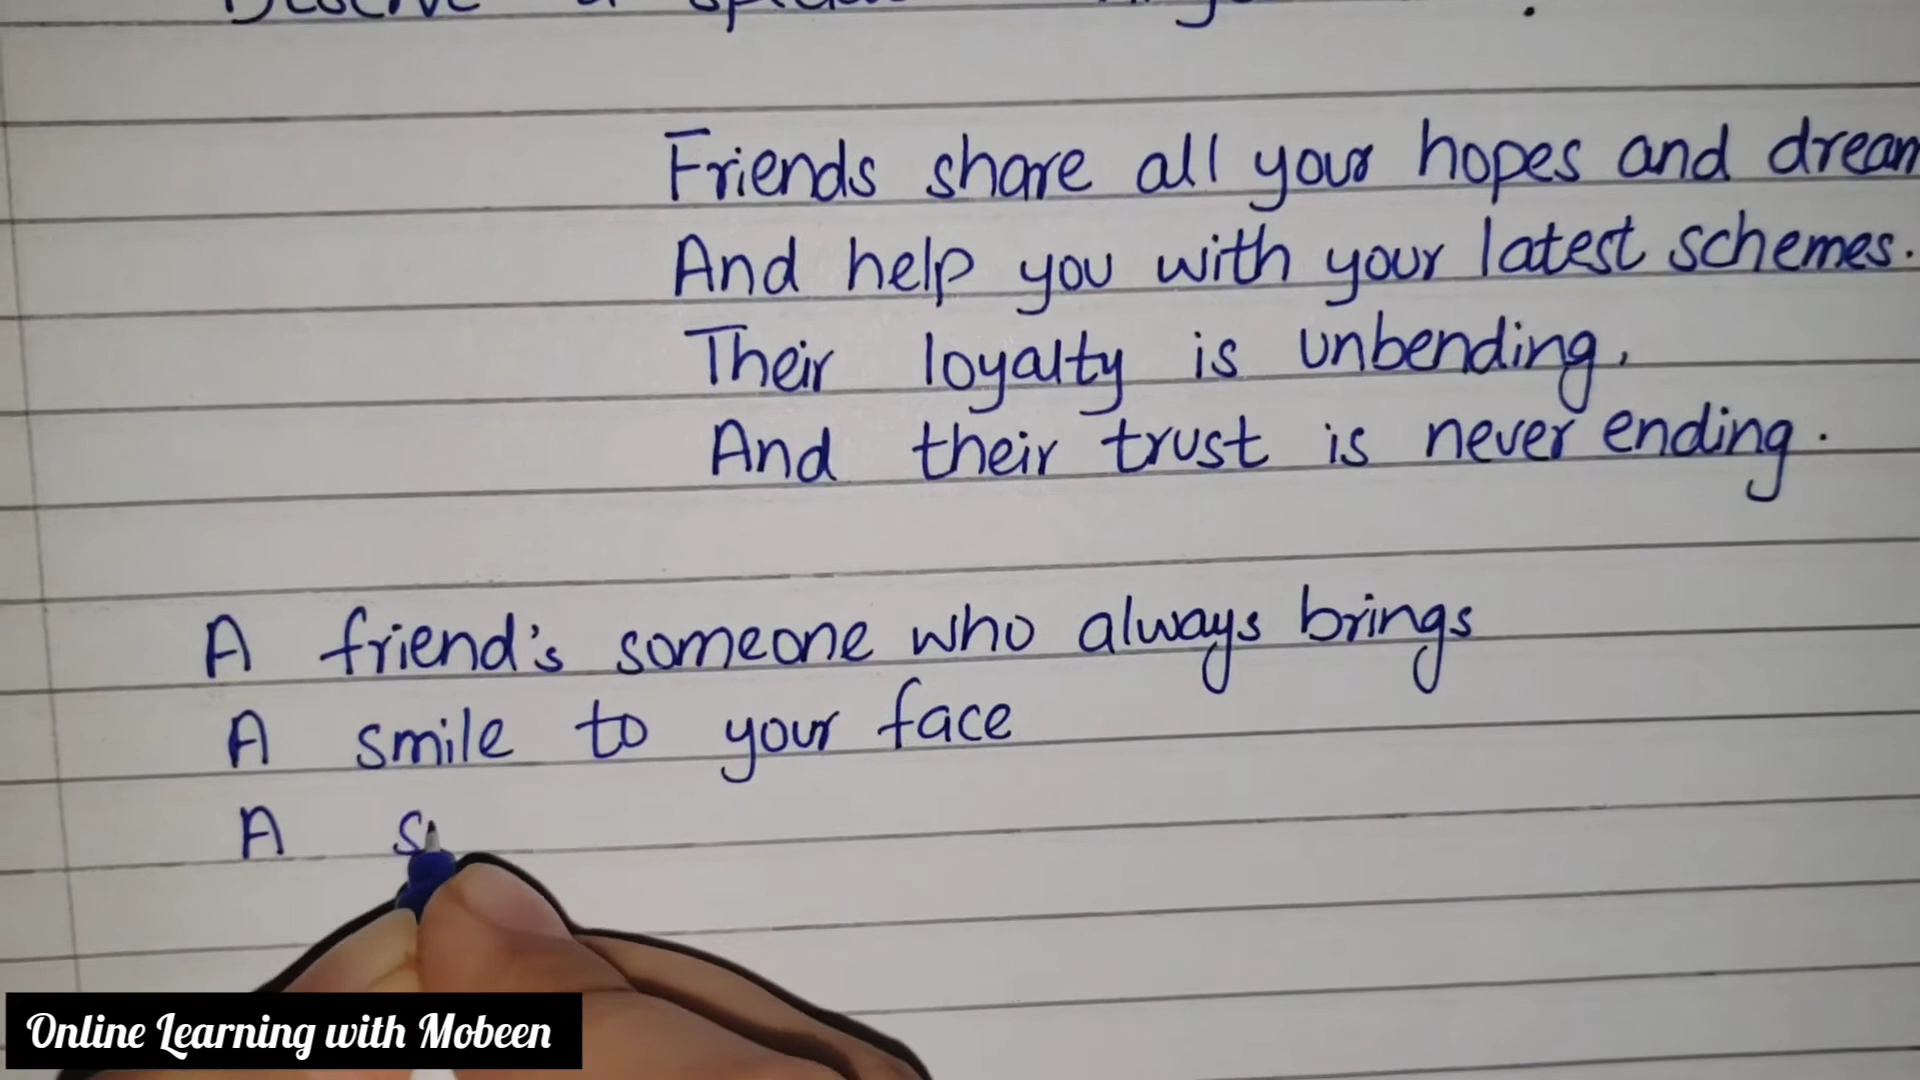 a
Friends share all your hopes and dream
And help you with your latest schemes.
Their loyalty is unbending,
And their trust is never ending.
A friend's someone who always brings
A smile to your face
A s
Online Learning with Mobeen